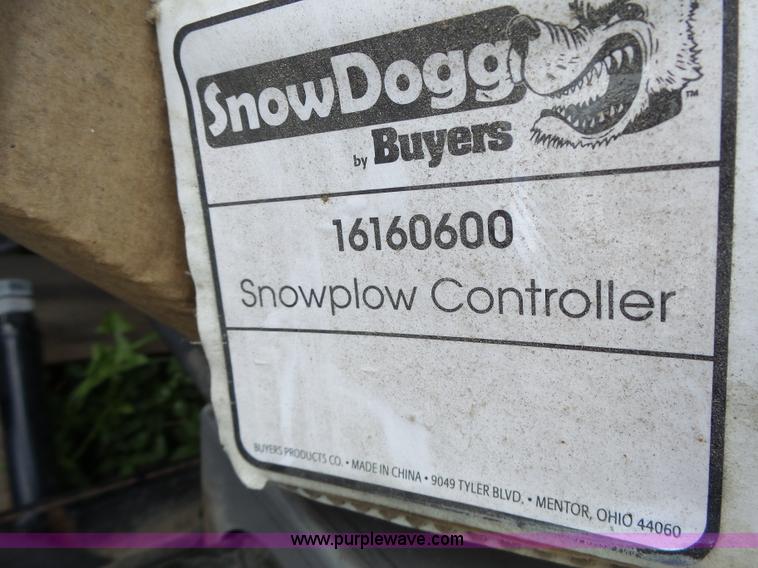 SnowDogg
TM
by Buyers
16160600
Snowplow Controller
BUYERS PRODUCTS CO. • MADE IN CHINA • 9049 TYLER BLVD. • MENTOR, OHIO 44060
www.purplewave.com